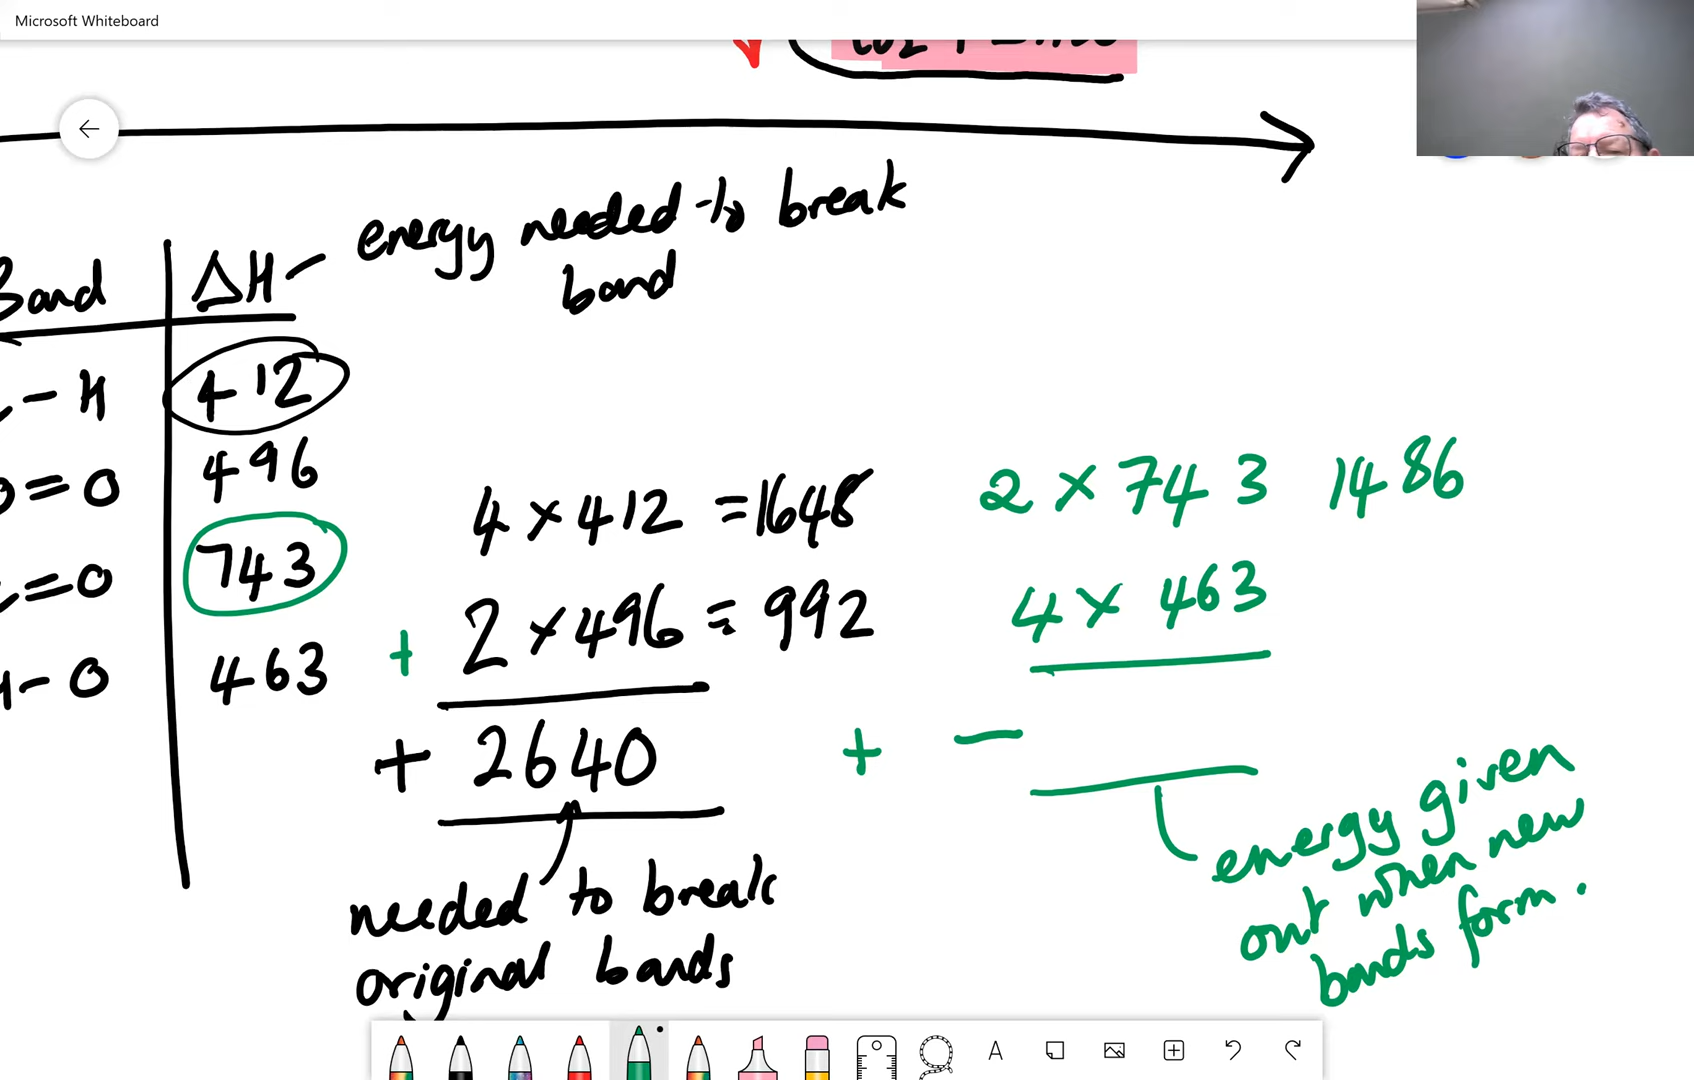 Microsoft Whiteboard
energy needed to break
bond
Bond ΔH
- H 412
O=O 496
=O 743
H-O 463
4 × 412 = 1648
+ 2 × 496 = 992
+ 2640
needed to break
original bonds
2 × 743 1486
4 × 463
+ -
energy given
out when new
bonds form.
A